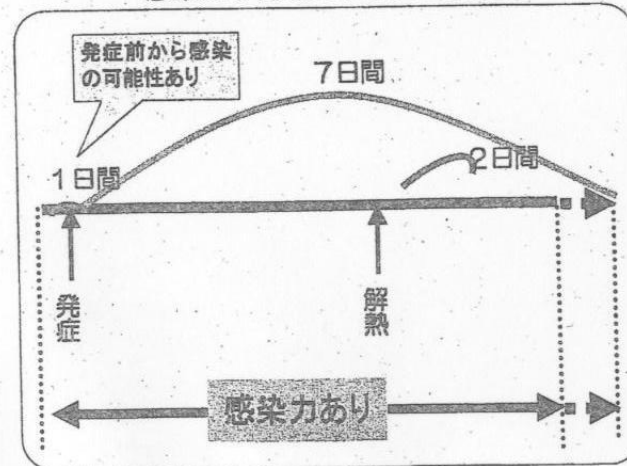 発症前から感染
の可能性あり
7日間
1日間
2日間
発症
解熱
感染力あり